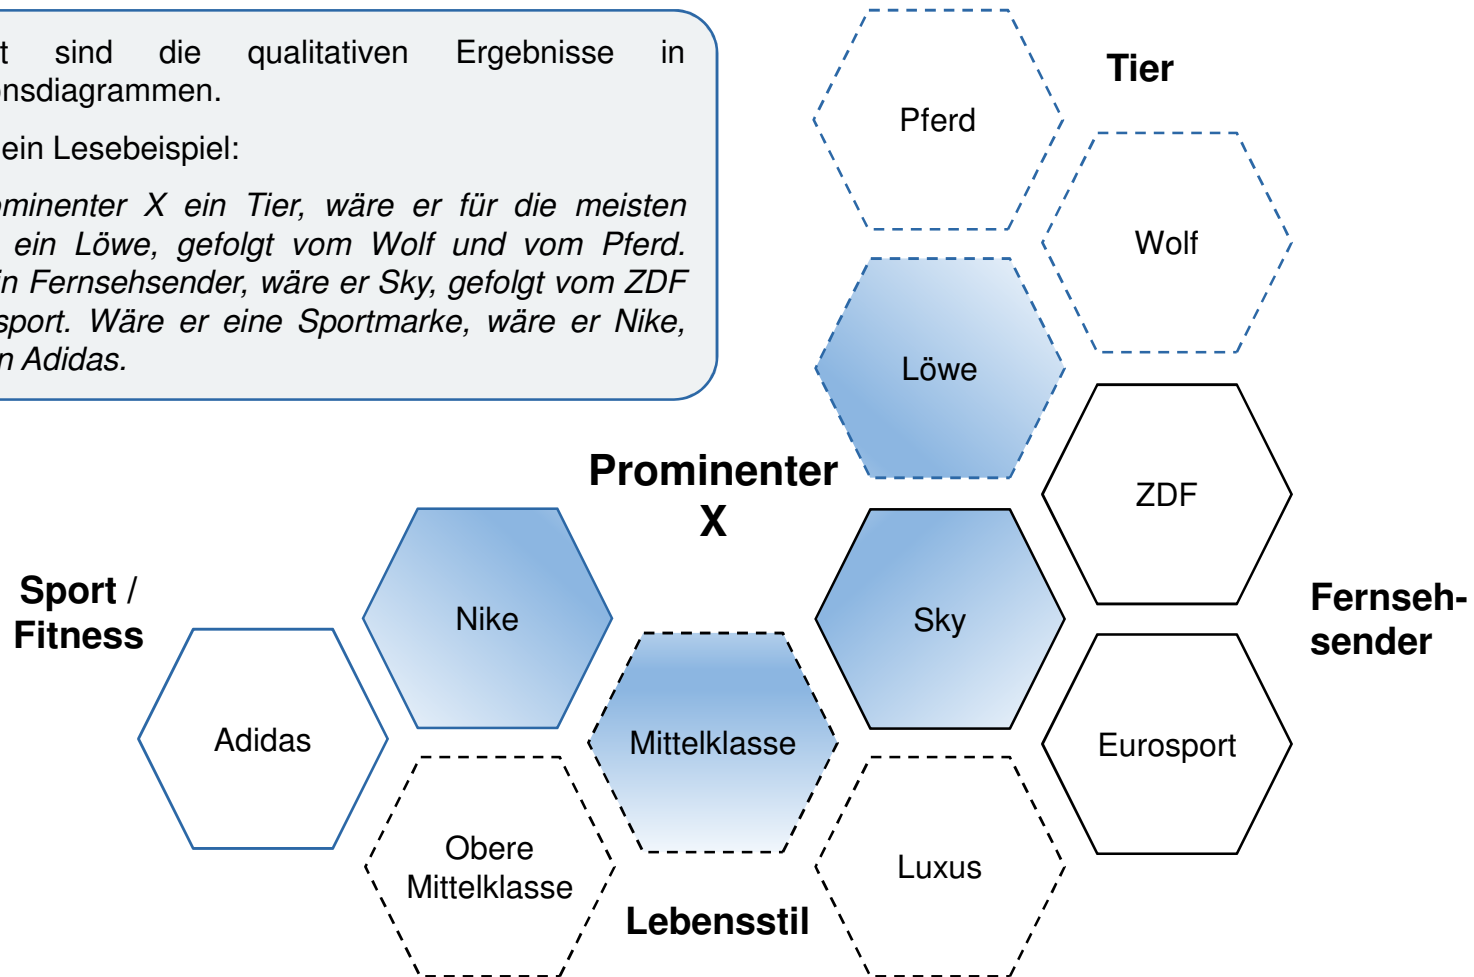 t sind die qualitativen Ergebnisse in
onsdiagrammen.
ein Lesebeispiel:
ominenter X ein Tier, wäre er für die meisten
ein Löwe, gefolgt vom Wolf und vom Pferd.
in Fernsehsender, wäre er Sky, gefolgt vom ZDF
sport. Wäre er eine Sportmarke, wäre er Nike,
n Adidas.
Tier
Pferd
Wolf
Löwe
Prominenter
X
ZDF
Sport /
Fitness
Nike
Sky
Fernseh-
sender
Adidas
Mittelklasse
Eurosport
Obere
Mittelklasse
Luxus
Lebensstil